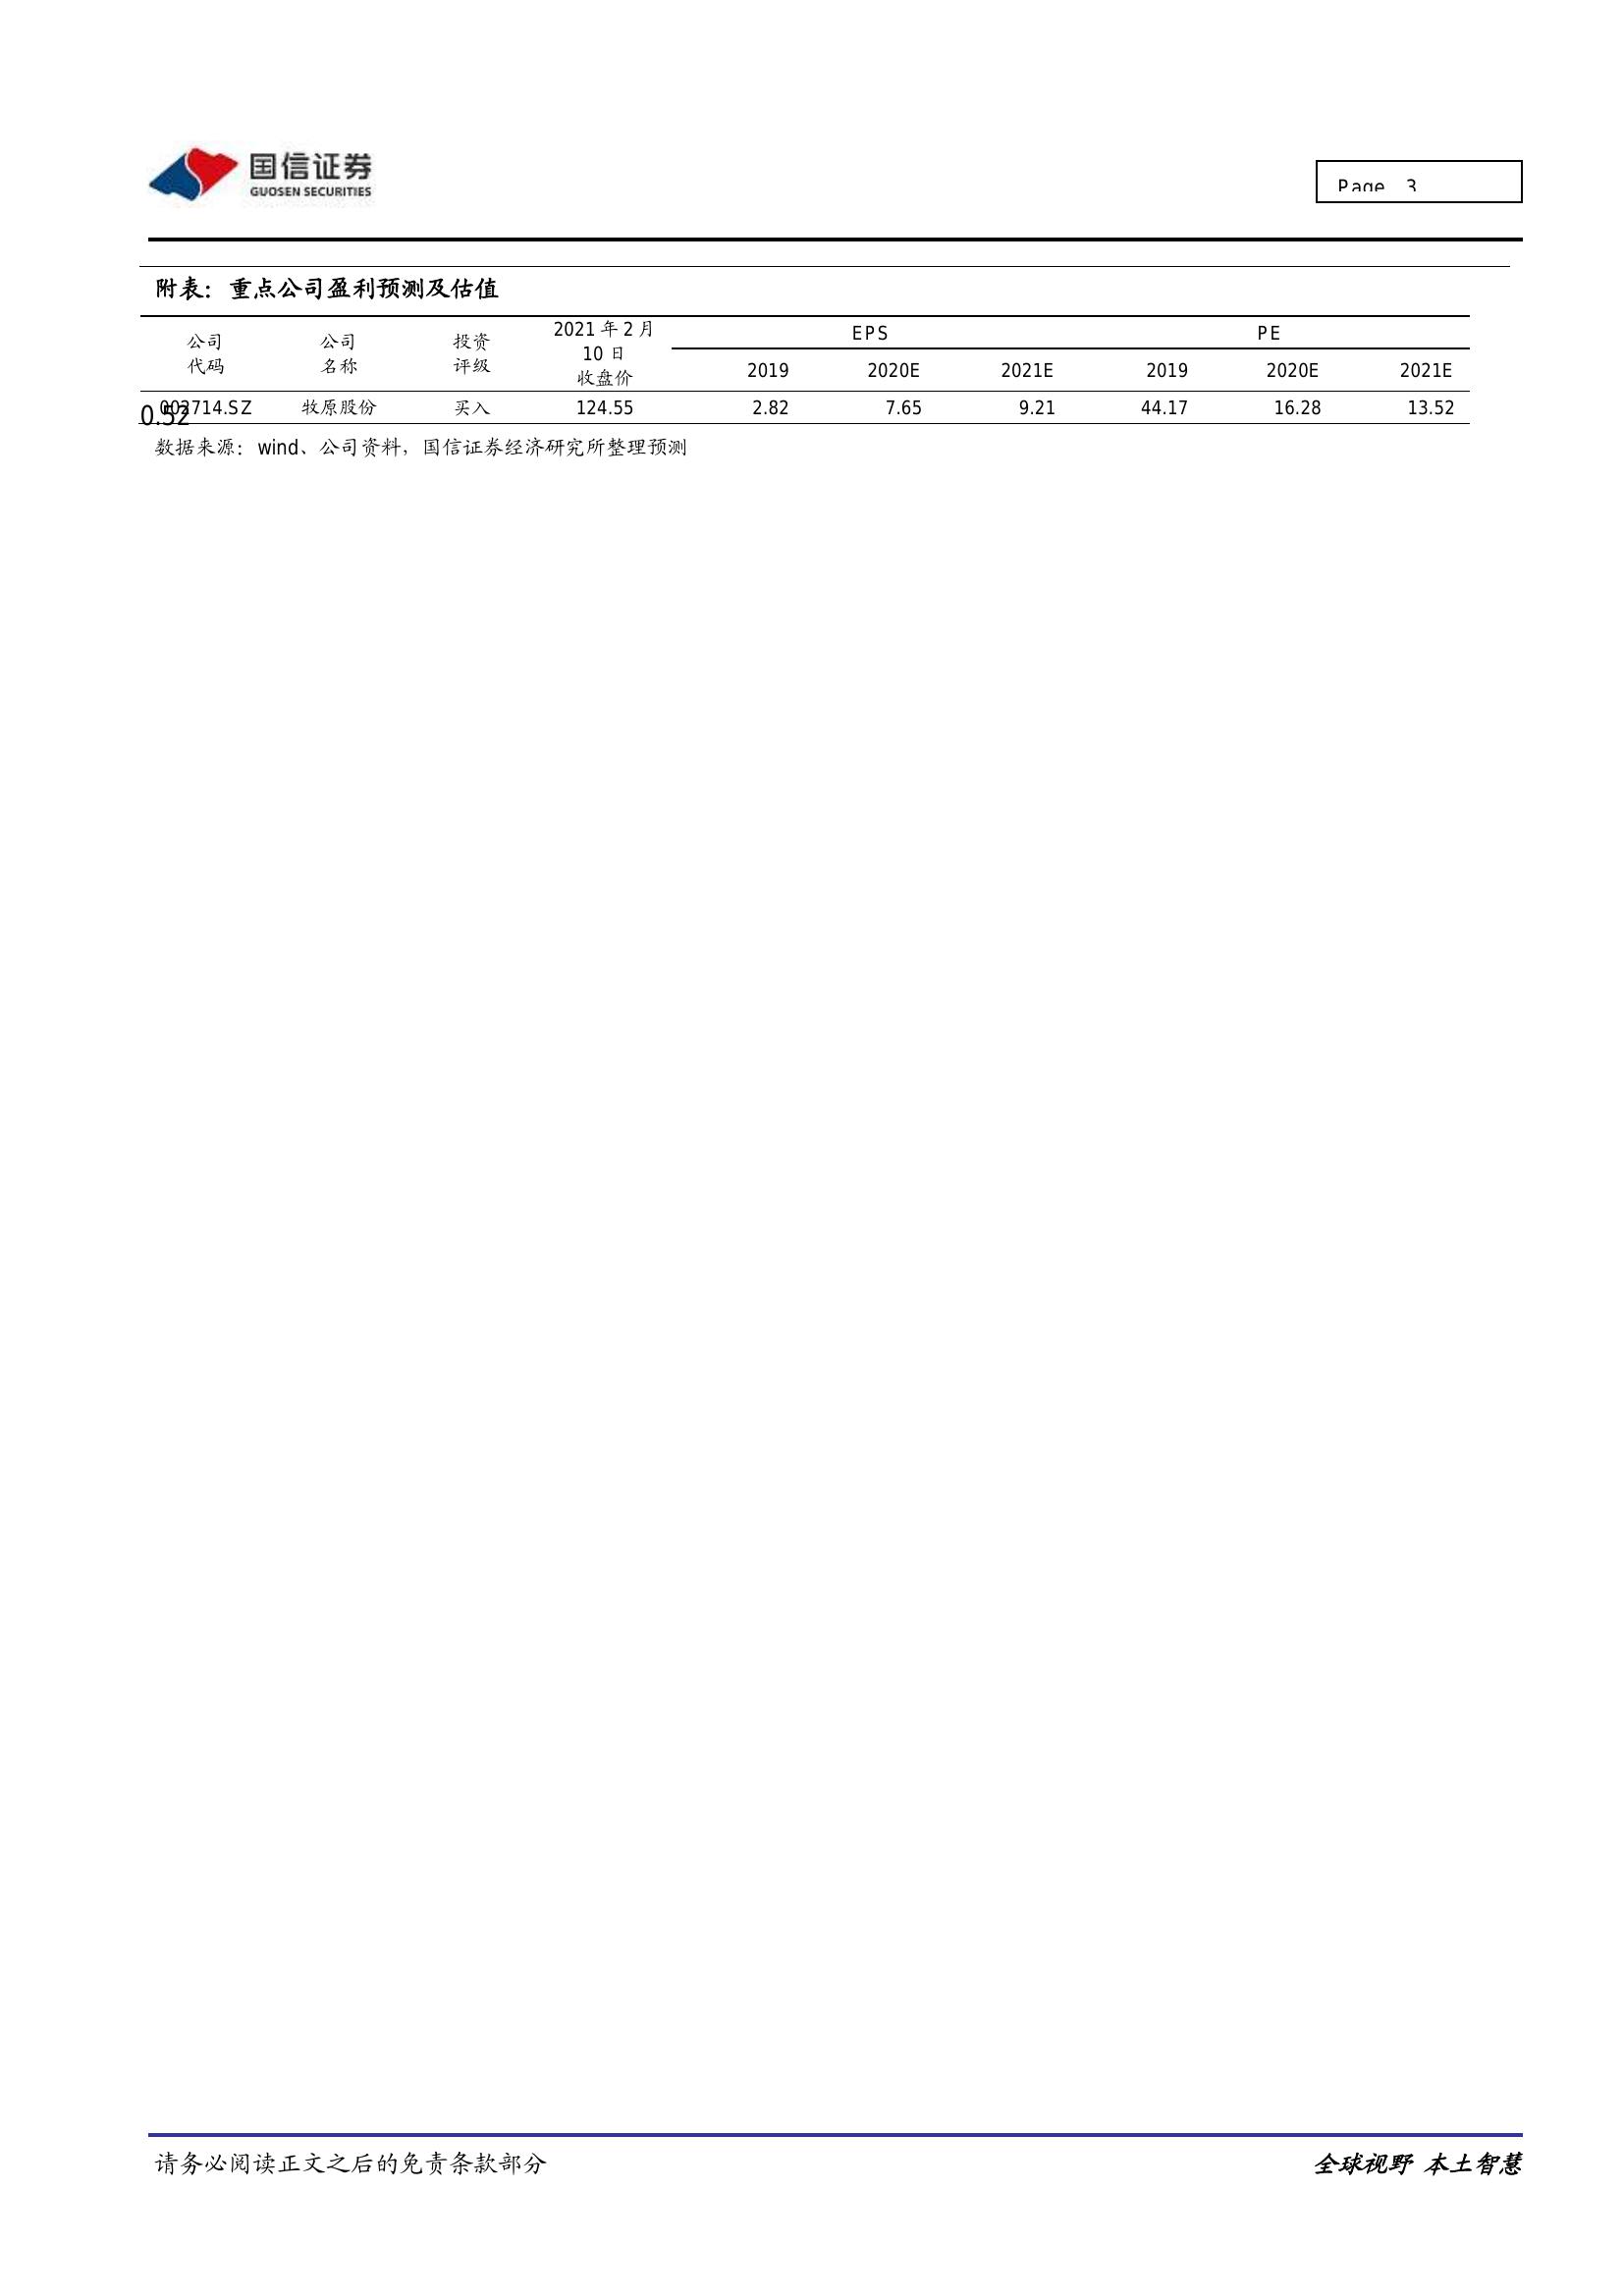 国信证券
GUOSEN SECURITIES
Page 3
附表：重点公司盈利预测及估值
公司 公司 投资 2021 年 2 月 EPS PE
代码 名称 评级 10 日
收盘价 2019 2020E 2021E 2019 2020E 2021E
002714.SZ 牧原股份 买入 124.55 2.82 7.65 9.21 44.17 16.28 13.52
0.52
数据来源：wind、公司资料，国信证券经济研究所整理预测
请务必阅读正文之后的免责条款部分 全球视野 本土智慧